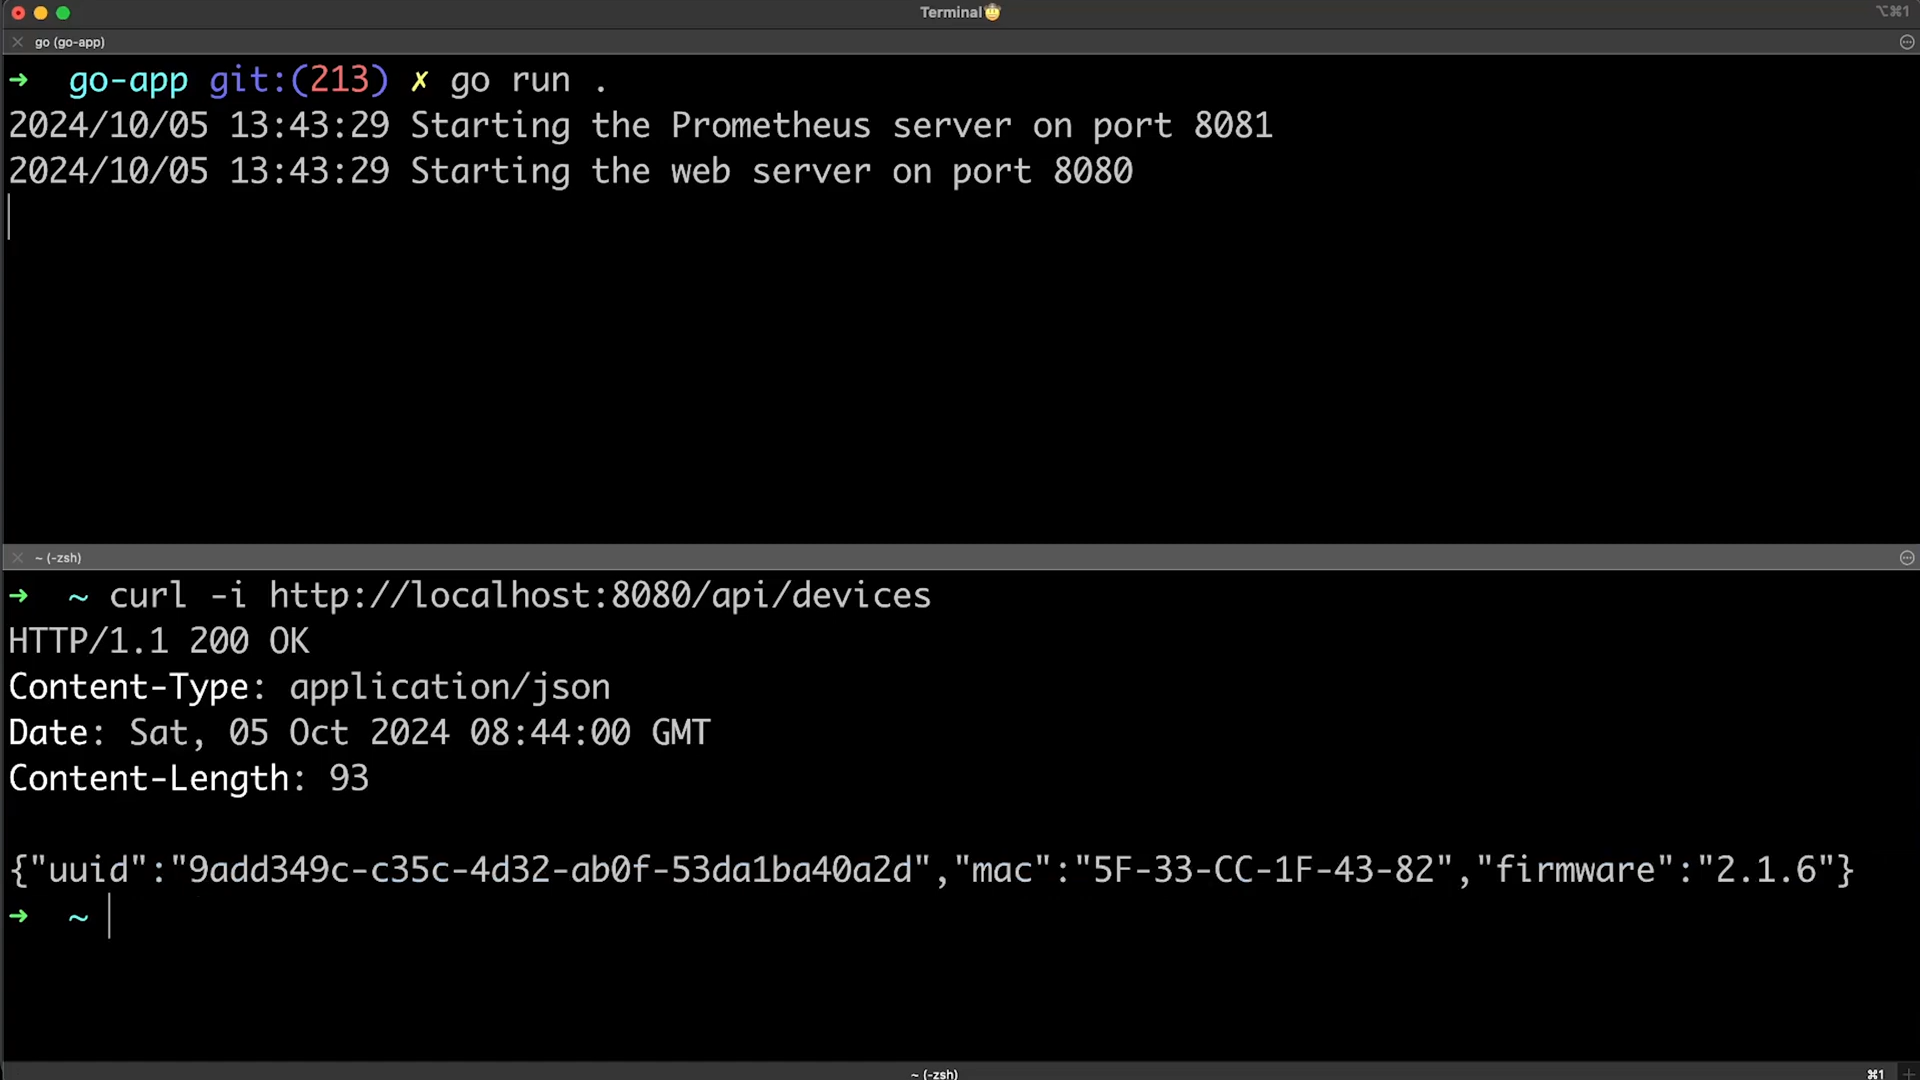 Terminal🤠
⌥⌘1
go (go-app)
➜ go-app git:(213) ✗ go run .
2024/10/05 13:43:29 Starting the Prometheus server on port 8081
2024/10/05 13:43:29 Starting the web server on port 8080
~ (-zsh)
➜ ~ curl -i http://localhost:8080/api/devices
HTTP/1.1 200 OK
Content-Type: application/json
Date: Sat, 05 Oct 2024 08:44:00 GMT
Content-Length: 93
{"uuid":"9add349c-c35c-4d32-ab0f-53da1ba40a2d","mac":"5F-33-CC-1F-43-82","firmware":"2.1.6"}
➜ ~
~ (-zsh)
⌘1